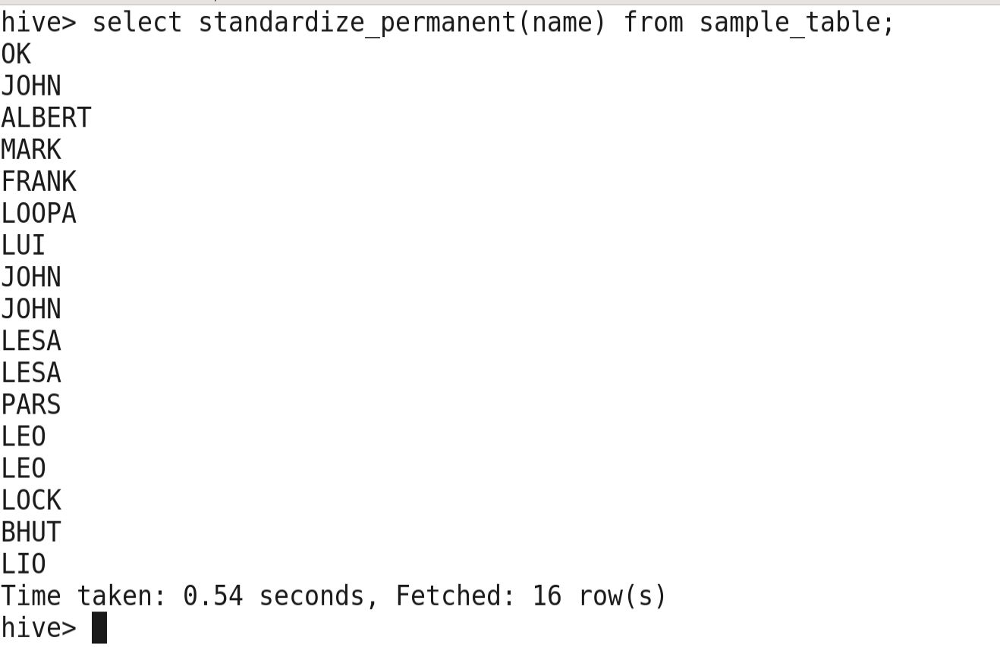 hive> select standardize_permanent(name) from sample_table;
OK
JOHN
ALBERT
MARK
FRANK
LOOPA
LUI
JOHN
JOHN
LESA
LESA
PARS
LEO
LEO
LOCK
BHUT
LIO
Time taken: 0.54 seconds, Fetched: 16 row(s)
hive>